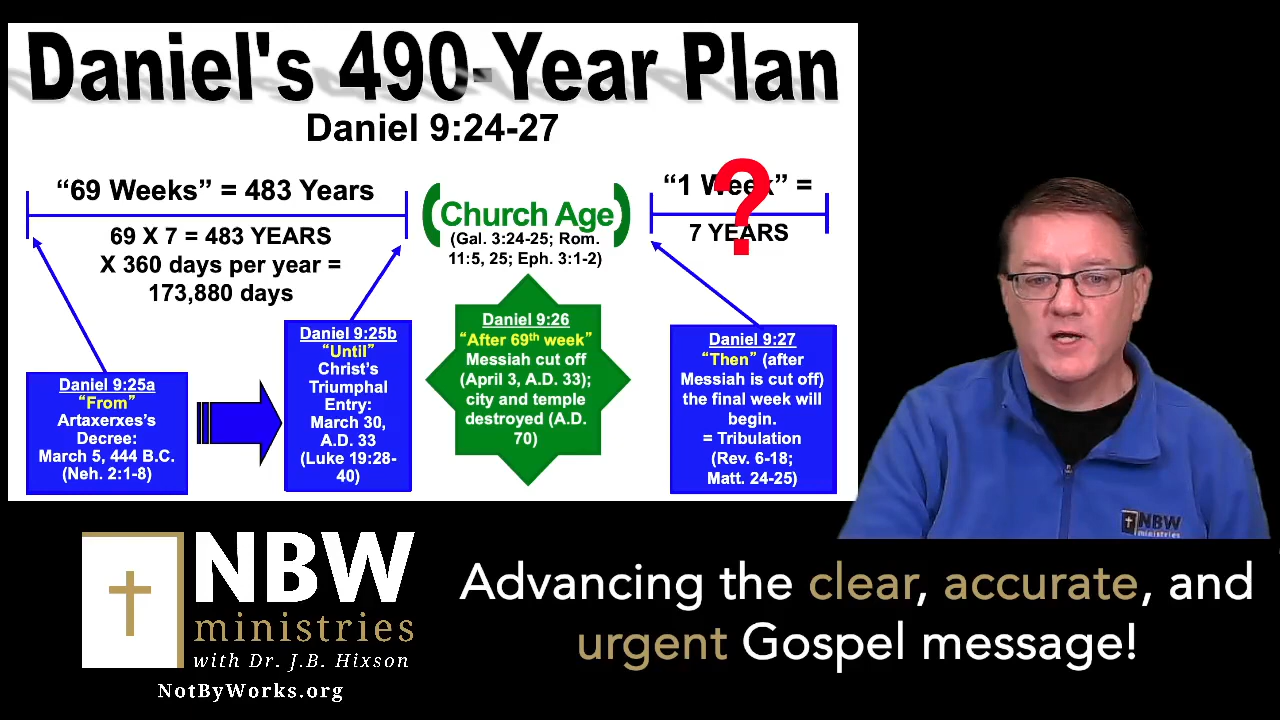 Daniel's 490-Year Plan
Daniel 9:24-27
“69 Weeks” = 483 Years
69 X 7 = 483 YEARS
X 360 days per year =
173,880 days
Church Age
(Gal. 3:24-25; Rom.
11:5, 25; Eph. 3:1-2)
“1 Week” =
?
7 YEARS
Daniel 9:25a
“From”
Artaxerxes’s
Decree:
March 5, 444 B.C.
(Neh. 2:1-8)
Daniel 9:25b
“Until”
Christ’s
Triumphal
Entry:
March 30,
A.D. 33
(Luke 19:28-
40)
Daniel 9:26
“After 69th week”
Messiah cut off
(April 3, A.D. 33);
city and temple
destroyed (A.D.
70)
Daniel 9:27
“Then” (after
Messiah is cut off)
the final week will
begin.
= Tribulation
(Rev. 6-18;
Matt. 24-25)
NBW
ministries
NBW
ministries
with Dr. J.B. Hixson
NotByWorks.org
Advancing the clear, accurate, and
urgent Gospel message!